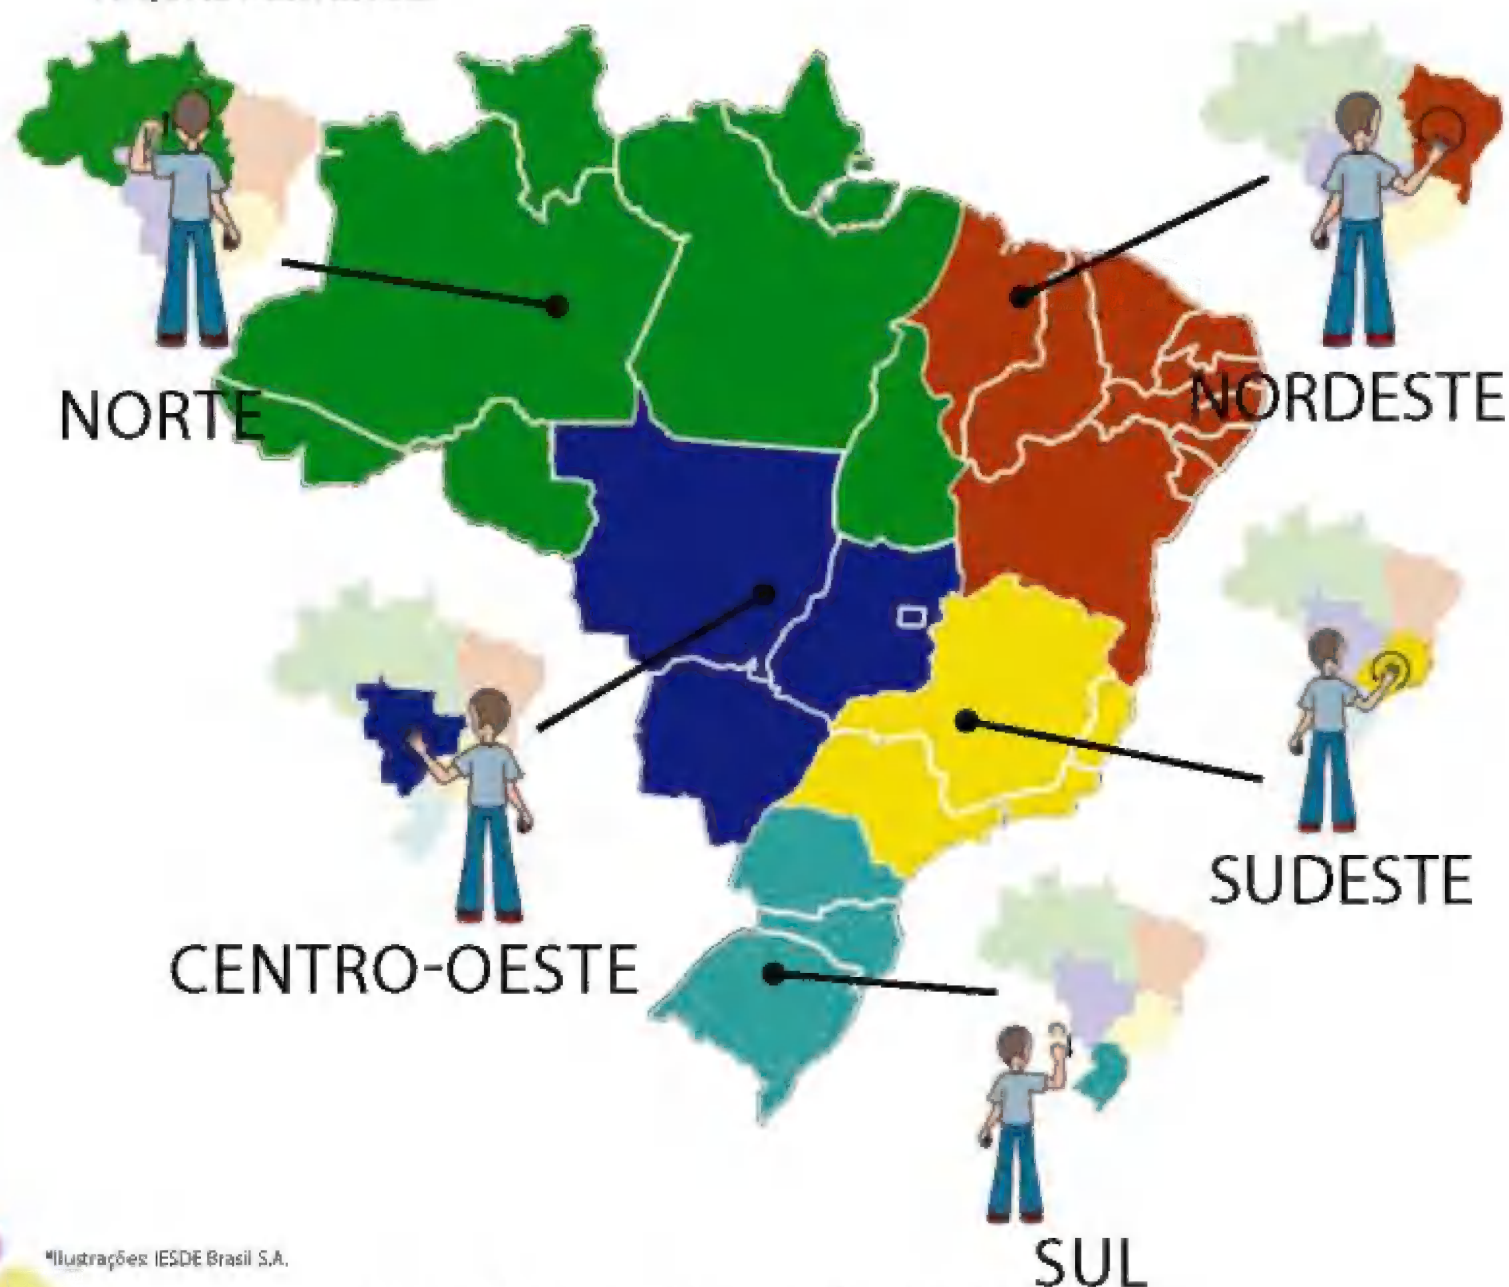 NORTE
NORDESTE
CENTRO-OESTE
SUDESTE
SUL
*Ilustrações: IESDE Brasil S.A.